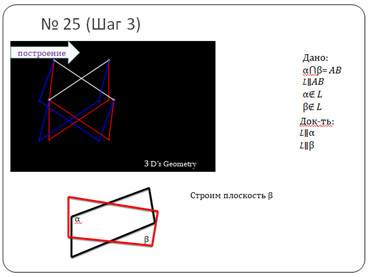 № 25 (Шаг 3)
построение
3 D's Geometry
Дано:
α⋂β= AB
L∥AB
α∉ L
β∉ L
Док-ть:
L∥α
L∥β
Строим плоскость β
α
β